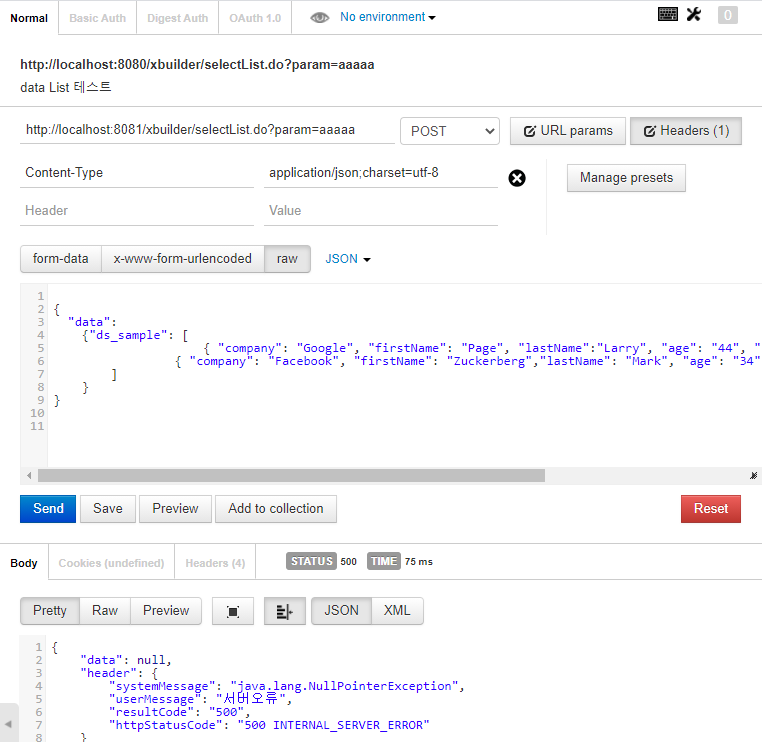 Normal Basic Auth Digest Auth OAuth 1.0 No environment 0
http://localhost:8080/xbuilder/selectList.do?param=aaaaa
data List 테스트
http://localhost:8081/xbuilder/selectList.do?param=aaaaa POST URL params Headers (1)
Content-Type application/json;charset=utf-8 Manage presets
Header Value
form-data x-www-form-urlencoded raw JSON
1
2 {
3 "data":
4 {"ds_sample": [
5 { "company": "Google", "firstName": "Page", "lastName":"Larry", "age": "44", "
6 { "company": "Facebook", "firstName": "Zuckerberg","lastName": "Mark", "age": "34"
7 ]
8 }
9 }
10
11
Send Save Preview Add to collection Reset
Body Cookies (undefined) Headers (4) STATUS 500 TIME 75 ms
Pretty Raw Preview JSON XML
1 {
2 "data": null,
3 "header": {
4 "systemMessage": "java.lang.NullPointerException",
5 "userMessage": "서버오류",
6 "resultCode": "500",
7 "httpStatusCode": "500 INTERNAL_SERVER_ERROR"
8 }